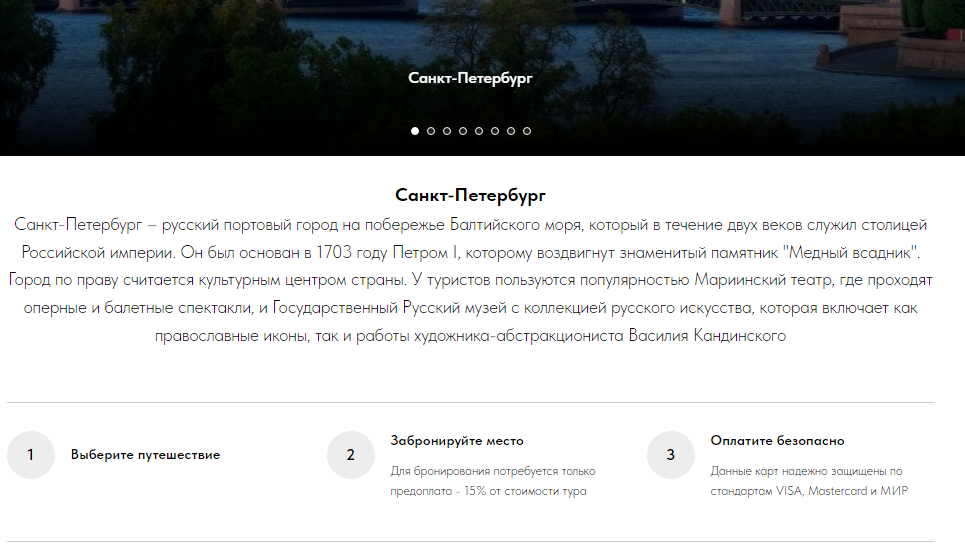 Санкт-Петербург
Санкт-Петербург
Санкт-Петербург – русский портовый город на побережье Балтийского моря, который в течение двух веков служил столицей
Российской империи. Он был основан в 1703 году Петром I, которому воздвигнут знаменитый памятник "Медный всадник".
Город по праву считается культурным центром страны. У туристов пользуются популярностью Мариинский театр, где проходят
оперные и балетные спектакли, и Государственный Русский музей с коллекцией русского искусства, которая включает как
православные иконы, так и работы художника-абстракциониста Василия Кандинского
1
Выберите путешествие
2
Забронируйте место
Для бронирования потребуется только
предоплата - 15% от стоимости тура
3
Оплатите безопасно
Данные карт надежно защищены по
стандартам VISA, Mastercard и МИР